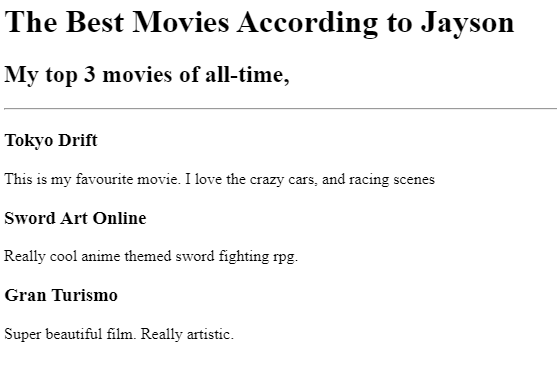 The Best Movies According to Jayson
My top 3 movies of all-time,
Tokyo Drift
This is my favourite movie. I love the crazy cars, and racing scenes
Sword Art Online
Really cool anime themed sword fighting rpg.
Gran Turismo
Super beautiful film. Really artistic.